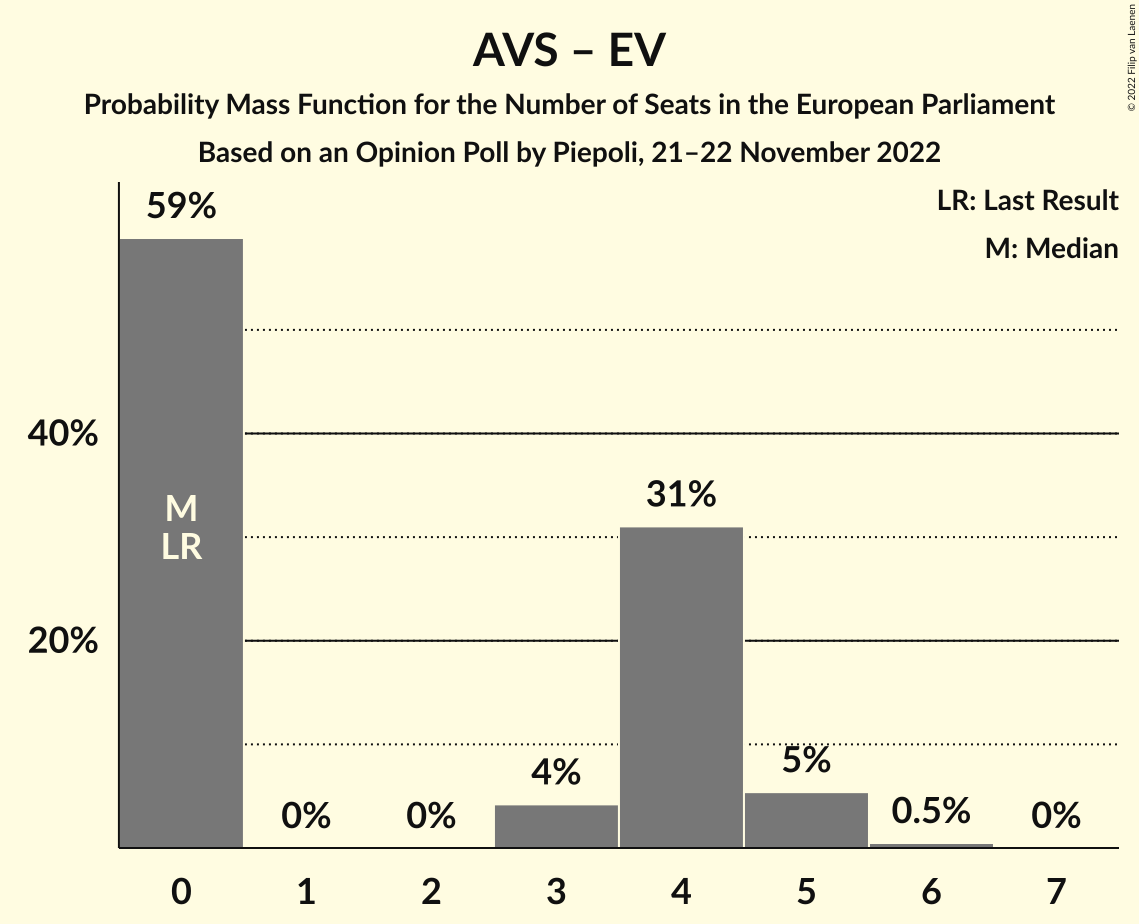 AVS – EV
Probability Mass Function for the Number of Seats in the European Parliament
Based on an Opinion Poll by Piepoli, 21–22 November 2022
© 2022 Filip van Laenen
LR: Last Result
M: Median
59%
40%
31%
M
LR
20%
4%
5%
0%
0%
0.5%
0%
0 1 2 3 4 5 6 7